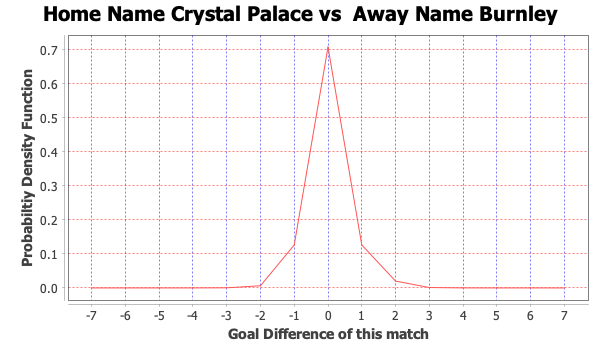 Home Name Crystal Palace vs  Away Name Burnley
0.7
0.6
0.5
0.4
0.3
0.2
0.1
0.0
Probabiltiy Density Function
-7 -6 -5 -4 -3 -2 -1 0 1 2 3 4 5 6 7
Goal Difference of this match